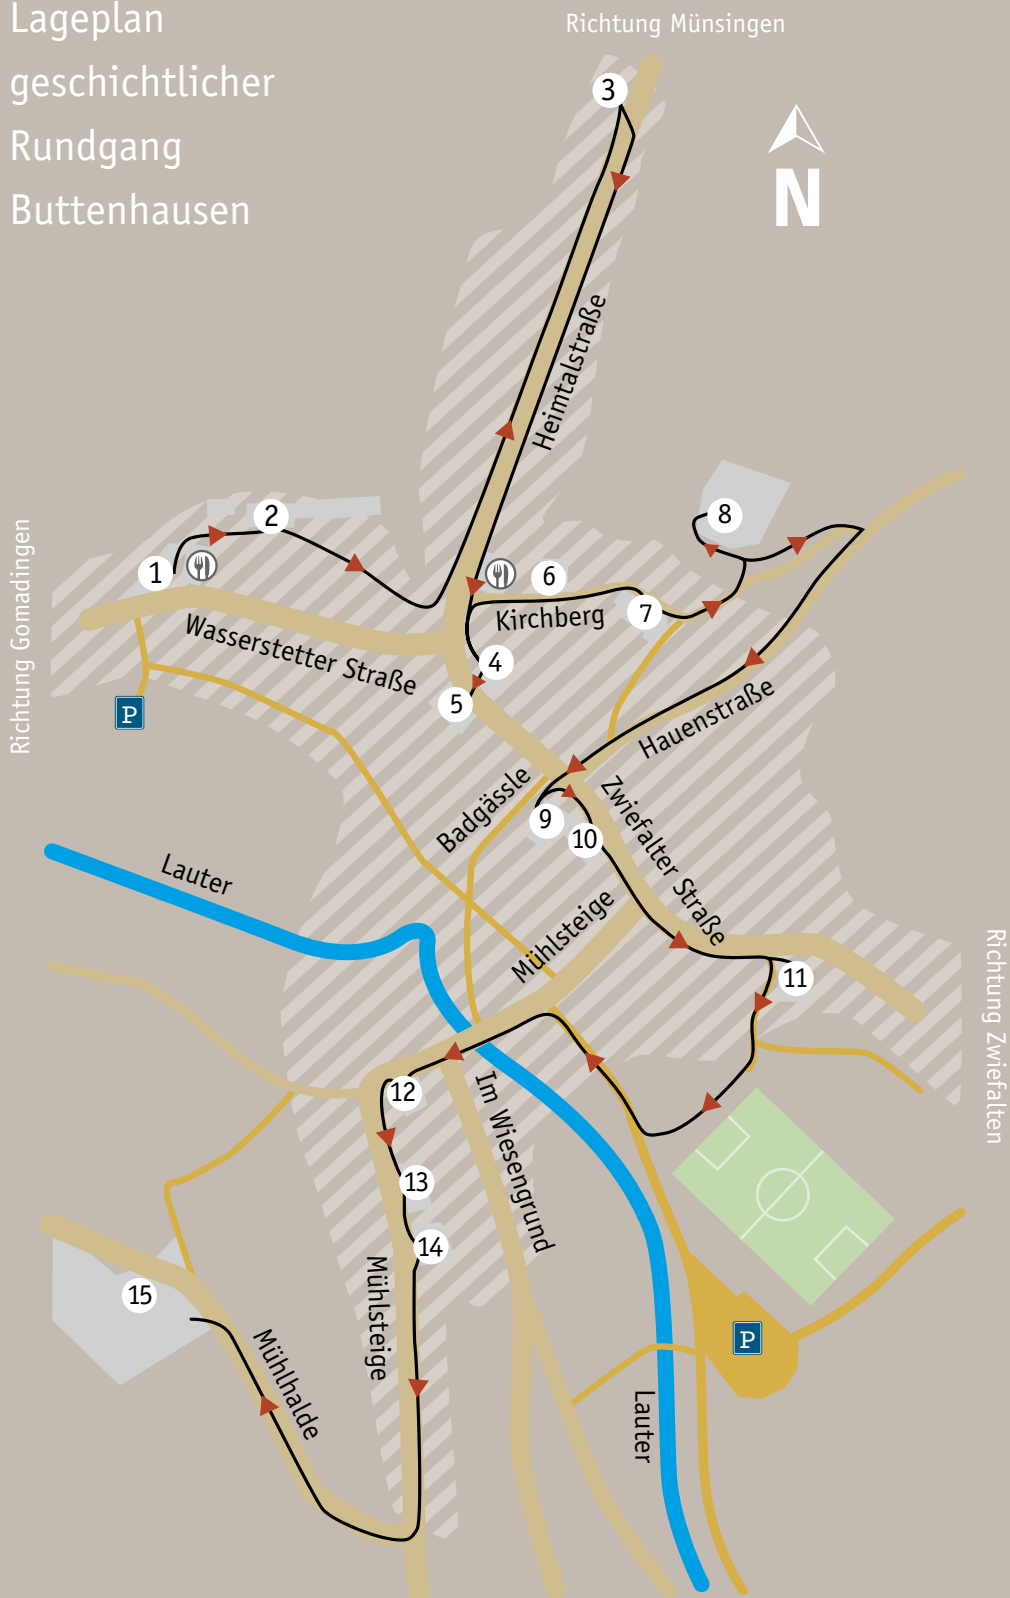 Lageplan
geschichtlicher
Rundgang
Buttenhausen
Richtung Münsingen
N
3
Heimtalstraße
Richtung Gomadingen
1
2
6
Kirchberg
7
8
Wasserstetter Straße
4
5
P
Hauenstraße
Badgässle
9
10
Zwiefalter Straße
Lauter
Mühlsteige
11
Richtung Zwiefalten
12
Im Wiesengrund
13
14
Mühlsteige
15
Mühlhalde
P
Lauter